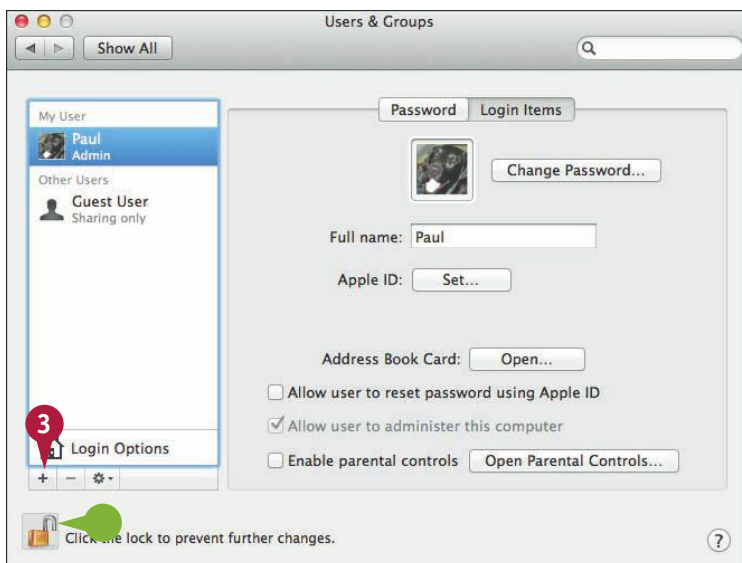 Users & Groups
Show All
Password Login Items
My User
Paul
Admin
Change Password...
Other Users
Guest User
Sharing only
Full name: Paul
Apple ID: Set...
Address Book Card: Open...
Allow user to reset password using Apple ID
Allow user to administer this computer
3
Login Options
Enable parental controls Open Parental Controls...
+ −
Click the lock to prevent further changes.
?